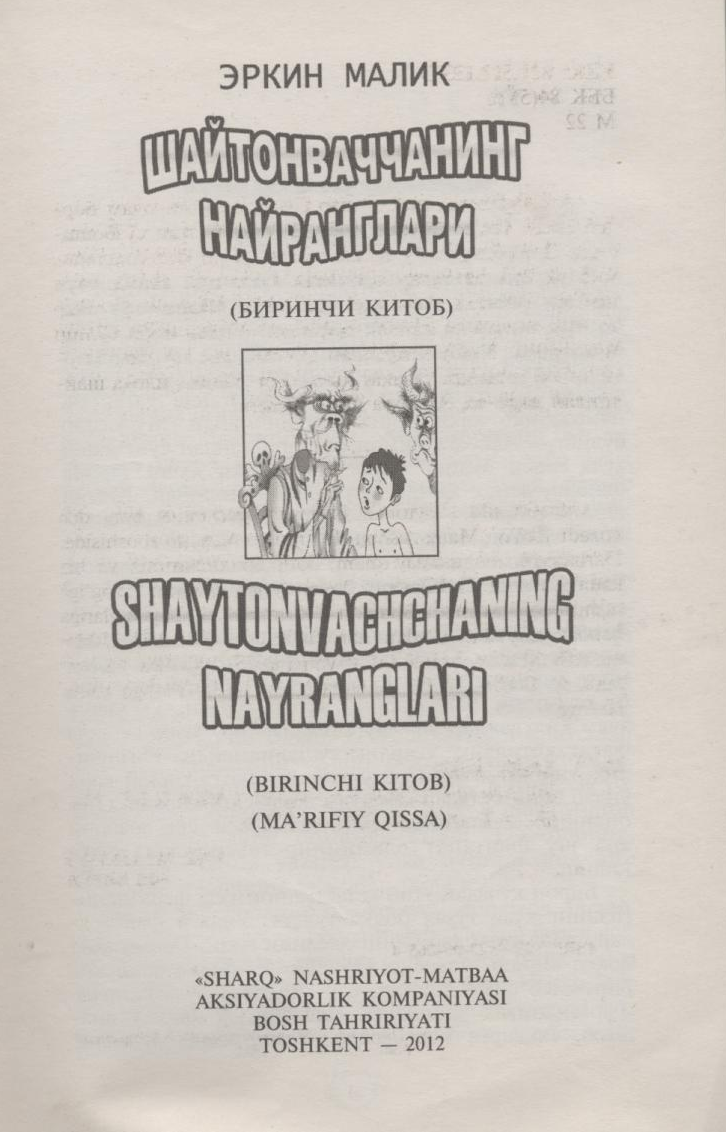 ЭРКИН МАЛИК
ШАЙТОНВАЧЧАНИНГ
НАЙРАНГЛАРИ
(БИРИНЧИ КИТОБ)
SHAYTONVACHCHANING
NAYRANGLARI
(BIRINCHI KITOB)
(MA’RIFIY QISSA)
«SHARQ» NASHRIYOT-MATBAA
AKSIYADORLIK KOMPANIYASI
BOSH TAHRIRIYATI
TOSHKENT — 2012